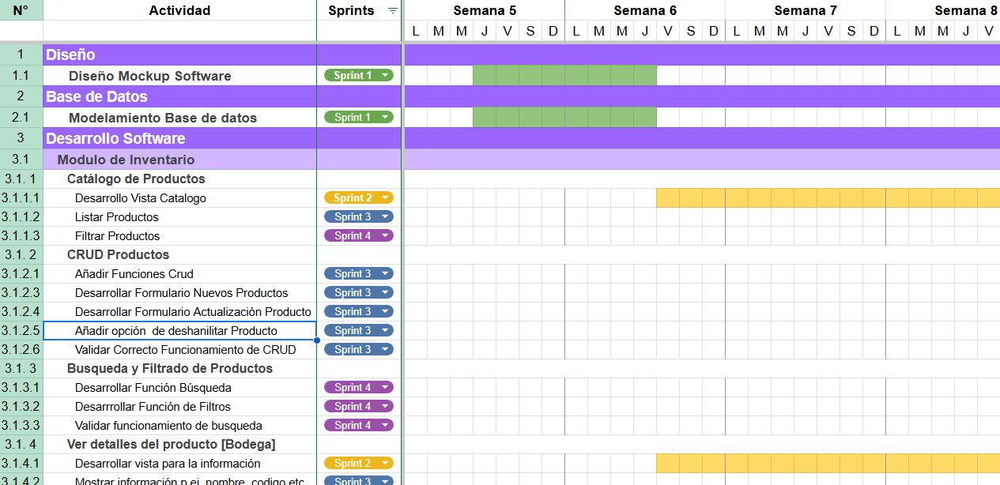 N° Actividad Sprints Semana 5 Semana 6 Semana 7 Semana 8
L M M J V S D L M M J V S D L M M J V S D L M M J V
1 Diseño
1.1 Diseño Mockup Software Sprint 1
2 Base de Datos
2.1 Modelamiento Base de datos Sprint 1
3 Desarrollo Software
3.1 Modulo de Inventario
3.1. 1 Catálogo de Productos
3.1.1.1 Desarrollo Vista Catalogo Sprint 2
3.1.1.2 Listar Productos Sprint 3
3.1.1.3 Filtrar Productos Sprint 4
3.1. 2 CRUD Productos
3.1.2.1 Añadir Funciones Crud Sprint 3
3.1.2.3 Desarrollar Formulario Nuevos Productos Sprint 3
3.1.2.4 Desarrollar Formulario Actualización Producto Sprint 3
3.1.2.5 Añadir opción  de deshanilitar Producto Sprint 3
3.1.2.6 Validar Correcto Funcionamiento de CRUD Sprint 3
3.1. 3 Busqueda y Filtrado de Productos
3.1.3.1 Desarrollar Función Búsqueda Sprint 4
3.1.3.2 Desarrrollar Función de Filtros Sprint 4
3.1.3.3 Validar funcionamiento de busqueda Sprint 4
3.1. 4 Ver detalles del producto [Bodega]
3.1.4.1 Desarrollar vista para la información Sprint 2
3.1.4.2 Mostrar información p.ej. nombre, codigo etc Sprint 3